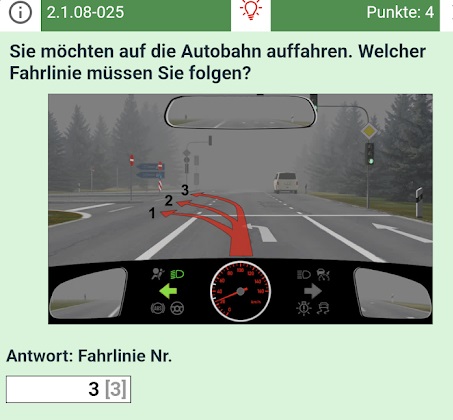 2.1.08-025 Punkte: 4
Sie möchten auf die Autobahn auffahren. Welcher
Fahrlinie müssen Sie folgen?
3
2
1
Antwort: Fahrlinie Nr.
3 [3]